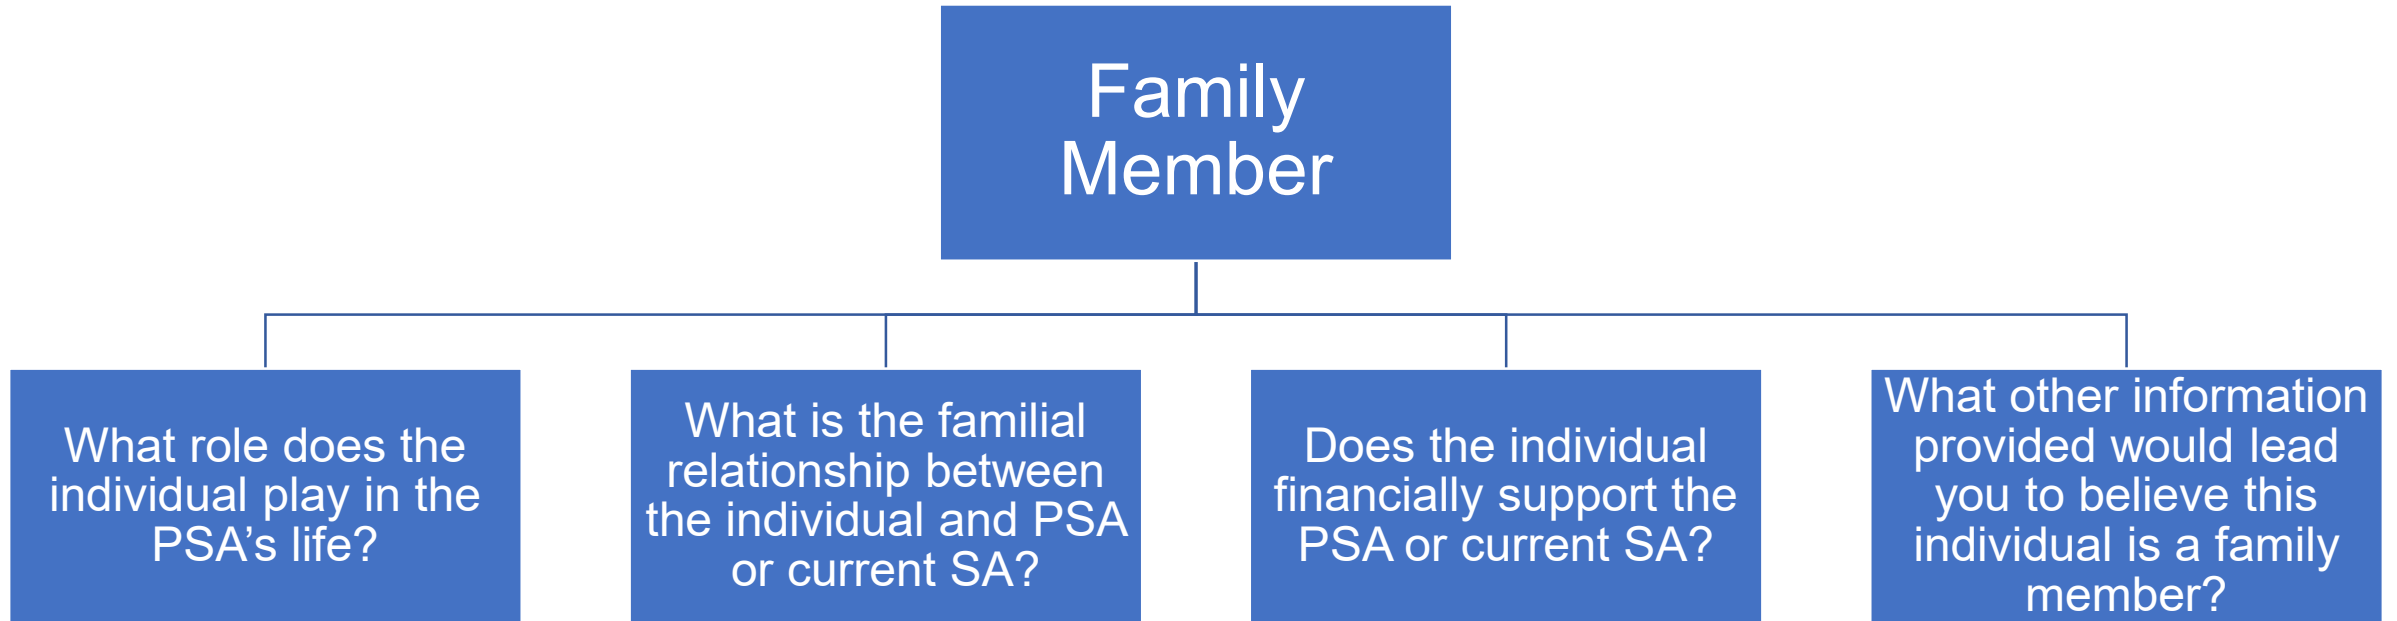 Family
Member
What role does the
individual play in the
PSA’s life?
What is the familial
relationship between
the individual and PSA
or current SA?
Does the individual
financially support the
PSA or current SA?
What other information
provided would lead
you to believe this
individual is a family
member?